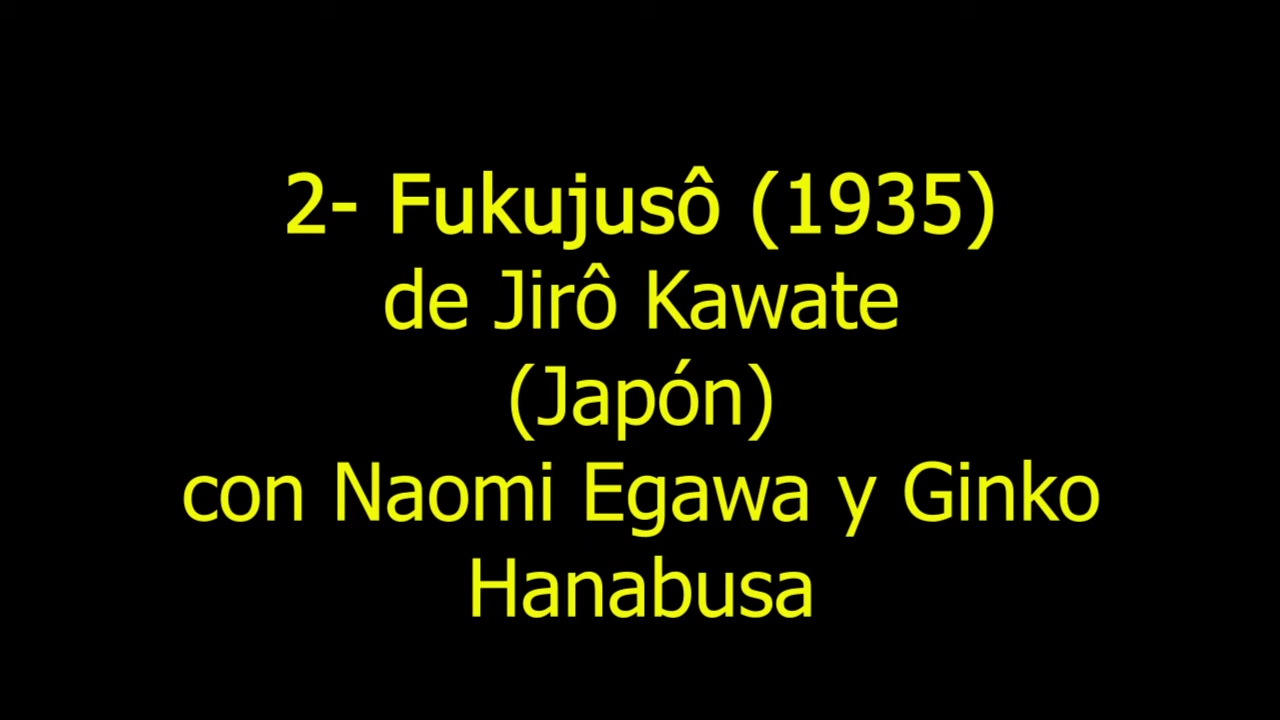 2- Fukujusô (1935)
de Jirô Kawate
(Japón)
con Naomi Egawa y Ginko
Hanabusa